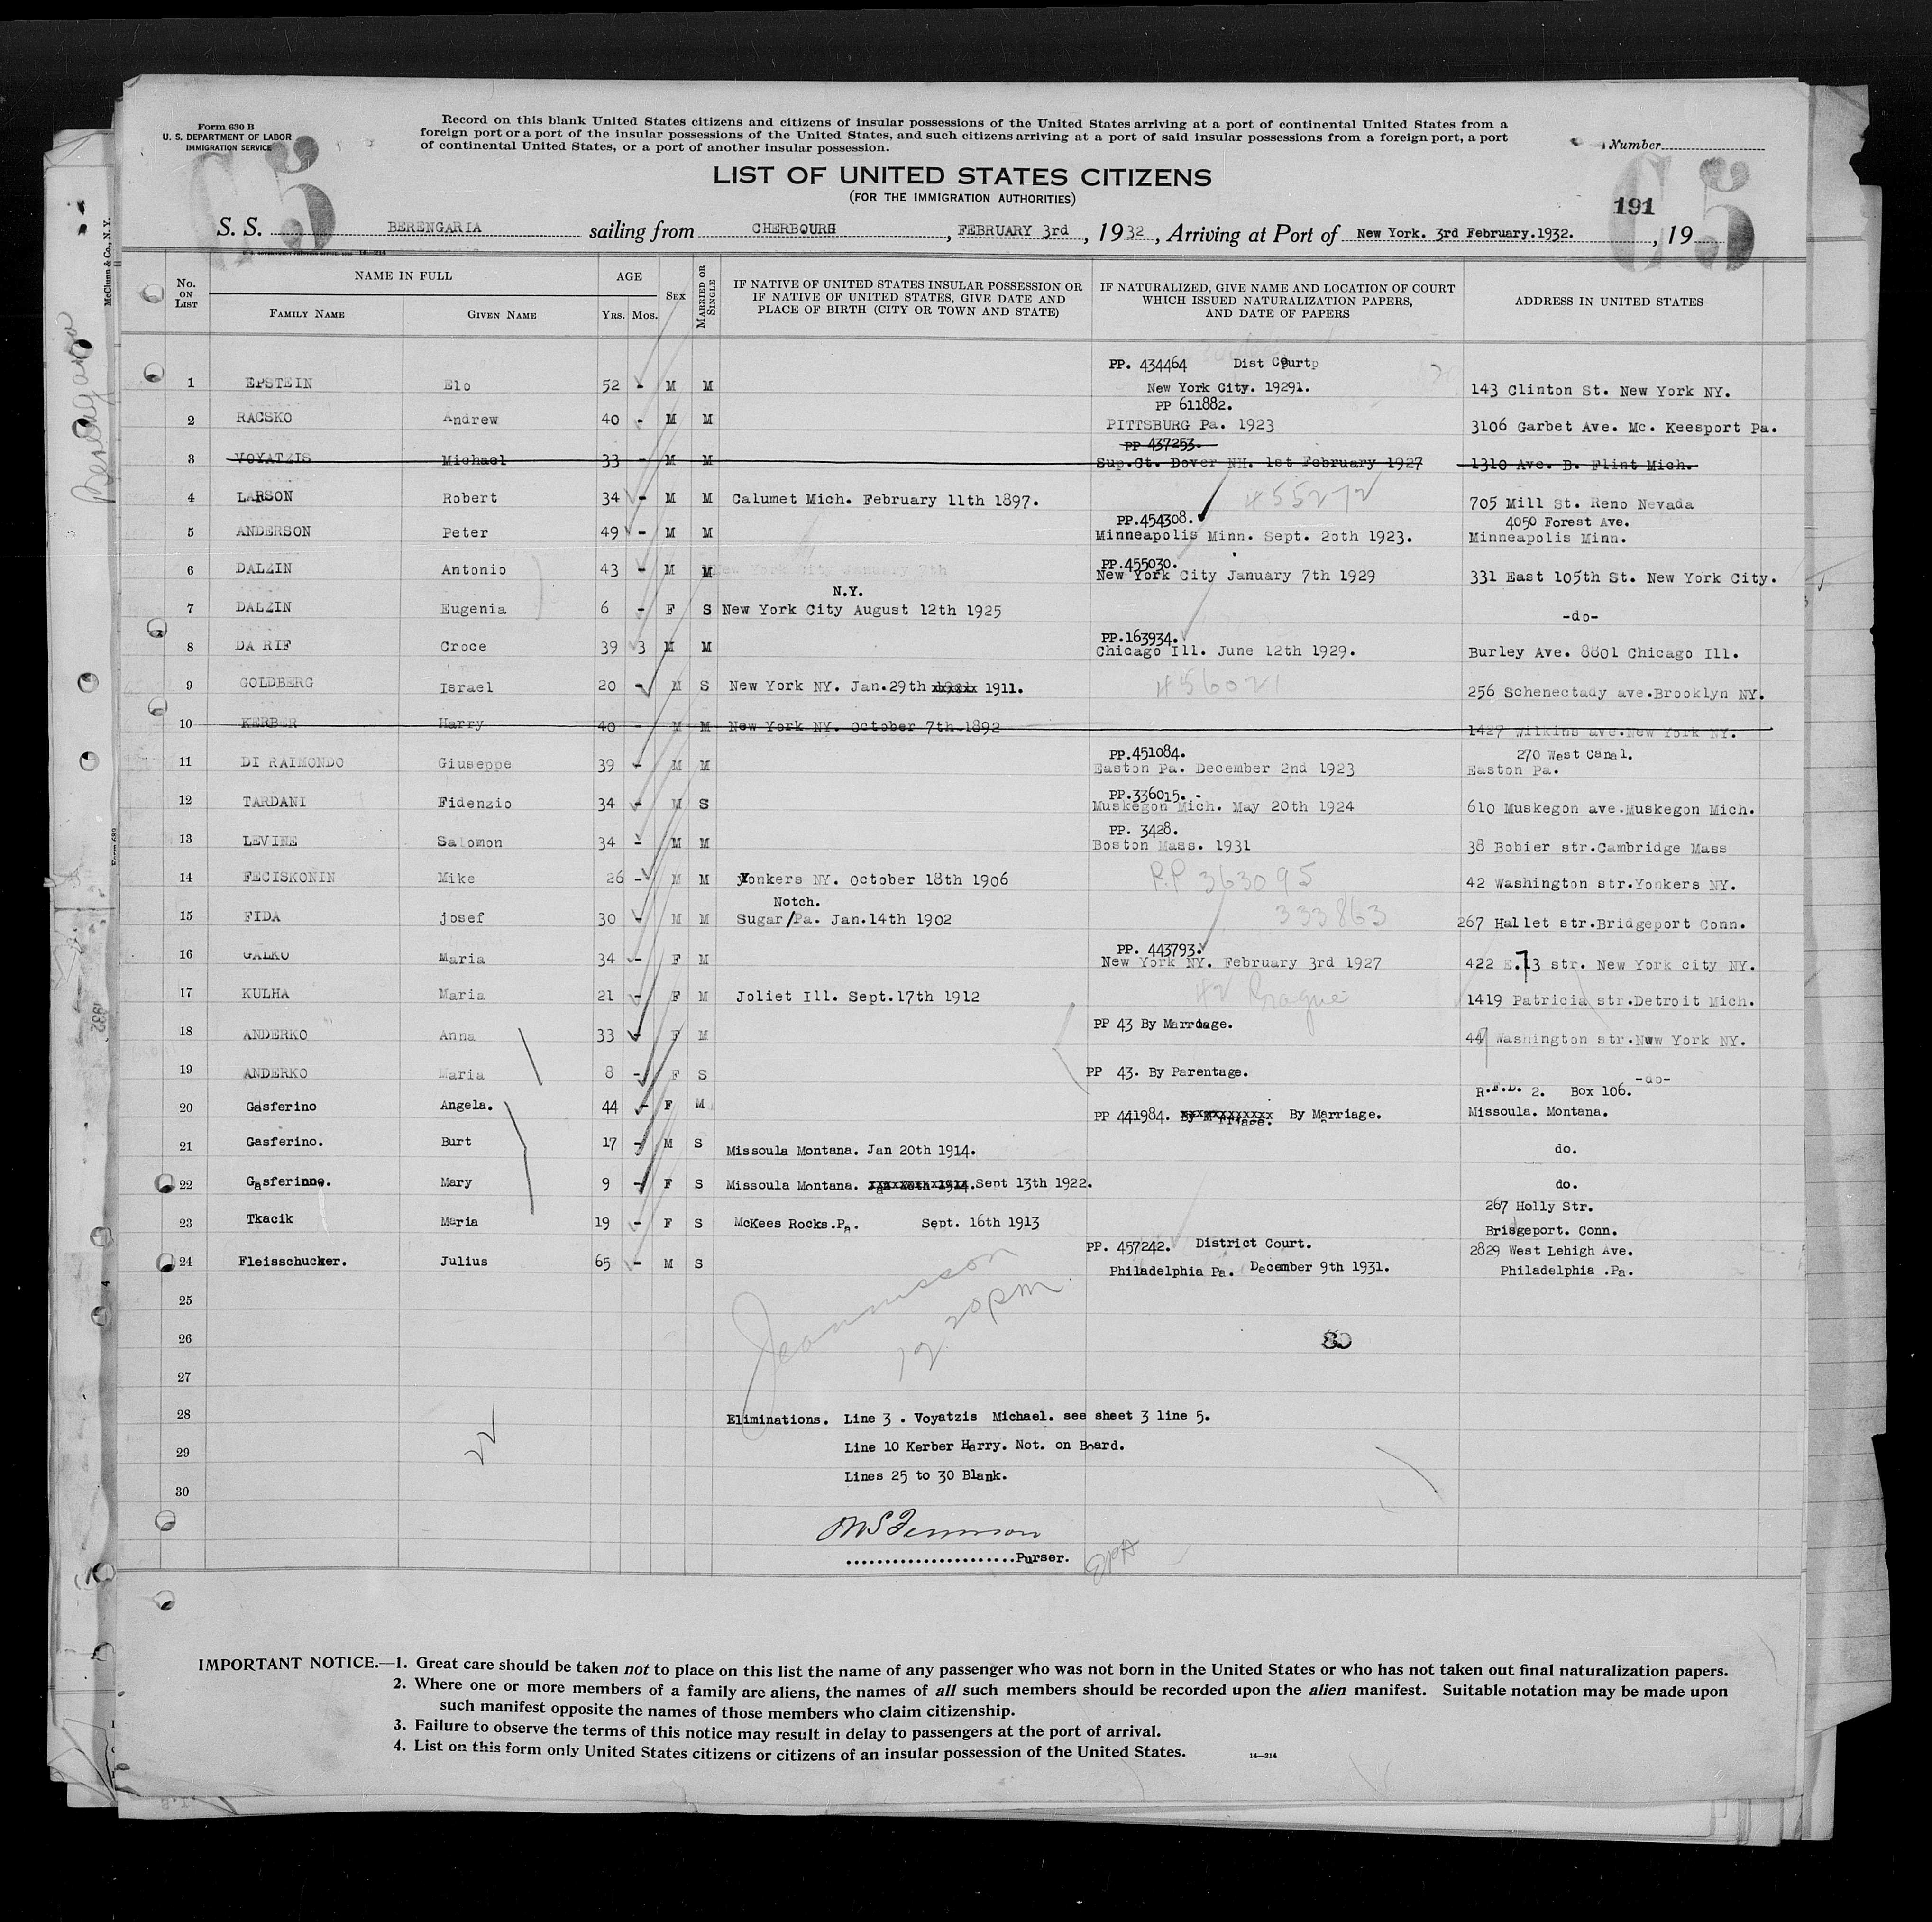 Form 630 B
U. S. DEPARTMENT OF LABOR
IMMIGRATION SERVICE
Record on this blank United States citizens and citizens of insular possessions of the United States arriving at a port of continental United States from a
foreign port or a port of the insular possessions of the United States, and such citizens arriving at a port of said insular possessions from a foreign port, a port
of continental United States, or a port of another insular possession.
Number
C5
C5
LIST OF UNITED STATES CITIZENS
(FOR THE IMMIGRATION AUTHORITIES)
191
S. S. BERENGARIA sailing from CHERBOURG, FEBRUARY 3rd, 1932, Arriving at Port of New York. 3rd February.1932., 19
McClunn & Co., N. Y.
Berengaria
No. ON LIST
NAME IN FULL
FAMILY NAME
GIVEN NAME
AGE
YRS. MOS.
SEX
MARRIED OR SINGLE
IF NATIVE OF UNITED STATES INSULAR POSSESSION OR
IF NATIVE OF UNITED STATES, GIVE DATE AND
PLACE OF BIRTH (CITY OR TOWN AND STATE)
IF NATURALIZED, GIVE NAME AND LOCATION OF COURT
WHICH ISSUED NATURALIZATION PAPERS,
AND DATE OF PAPERS
ADDRESS IN UNITED STATES
PP. 434464 Dist Court
1 EPSTEIN Elo 52 - M M New York City. 19291. 143 Clinton St. New York NY.
PP 611882.
2 RACSKO Andrew 40 - M M PITTSBURG Pa. 1923 3106 Garbet Ave. Mc. Keesport Pa.
PP 437253.
3 VOYATZIS Michael 33 - M M Sup.Ct. Dover NH. 1st February 1927 1310 Ave. B. Flint Mich.
4 LARSON Robert 34 - M M Calumet Mich. February 11th 1897. 455272 705 Mill St. Reno Nevada
PP.454308. 4050 Forest Ave.
5 ANDERSON Peter 49 - M M Minneapolis Minn. Sept. 20th 1923. Minneapolis Minn.
PP.455030.
6 DALZIN Antonio 43 - M M New York City January 7th 1929 331 East 105th St. New York City.
N.Y.
7 DALZIN Eugenia 6 - F S New York City August 12th 1925 -do-
PP.163934.
8 DA RIF Croce 39 3 M M Chicago Ill. June 12th 1929. Burley Ave. 8801 Chicago Ill.
9 GOLDBERG Israel 20 - M S New York NY. Jan.29th 1911. 456021 256 Schenectady ave.Brooklyn NY.
10 KERBER Harry 40 - M M New York NY. October 7th 1892 1427 Wilkins ave.New York NY.
PP.451084. 270 West Canal.
11 DI RAIMONDO Giuseppe 39 - M M Easton Pa. December 2nd 1923 Easton Pa.
PP.336015. -
12 TARDANI Fidenzio 34 - M S Muskegon Mich. May 20th 1924 610 Muskegon ave.Muskegon Mich.
PP. 3428.
13 LEVINE Salomon 34 - M M Boston Mass. 1931 38 Bobier str.Cambridge Mass
14 FECISKONIN Mike 26 - M M Yonkers NY. October 18th 1906 P.P 363095 42 Washington str.Yonkers NY.
Notch.
15 FIDA josef 30 - M M Sugar/Pa. Jan.14th 1902 333863 267 Hallet str.Bridgeport Conn.
PP. 443793.
16 GALKO Maria 34 - F M New York NY. February 3rd 1927 422 E.73 str. New York city NY.
17 KULHA Maria 21 - F M Joliet Ill. Sept.17th 1912 42 Prague 1419 Patricia str.Detroit Mich.
18 ANDERKO Anna 33 - F M PP 43 By Marriage. 447 Washington str.New York NY.
19 ANDERKO Maria 8 - F S PP 43. By Parentage. -do-
R.F.D. 2. Box 106.
20 Gasferino Angela. 44 - F M PP 441984. By Marriage. Missoula. Montana.
21 Gasferino. Burt 17 - M S Missoula Montana. Jan 20th 1914. do.
22 Gasferinne. Mary 9 - F S Missoula Montana. Sept 13th 1922. do.
267 Holly Str.
23 Tkacik Maria 19 - F S McKees Rocks.Pa. Sept. 16th 1913 Brisgeport. Conn.
PP. 457242. District Court. 2829 West Lehigh Ave.
24 Fleisschucker. Julius 65 - M S Philadelphia Pa. December 9th 1931. Philadelphia .Pa.
25
26
12 20pm
27
28 Eliminations. Line 3 . Voyatzis Michael. see sheet 3 line 5.
29 Line 10 Kerber Harry. Not. on Board.
22
Lines 25 to 30 Blank.
30
......................Purser.
IMPORTANT NOTICE.—1. Great care should be taken not to place on this list the name of any passenger who was not born in the United States or who has not taken out final naturalization papers.
2. Where one or more members of a family are aliens, the names of all such members should be recorded upon the alien manifest. Suitable notation may be made upon
such manifest opposite the names of those members who claim citizenship.
3. Failure to observe the terms of this notice may result in delay to passengers at the port of arrival.
4. List on this form only United States citizens or citizens of an insular possession of the United States.
14—214